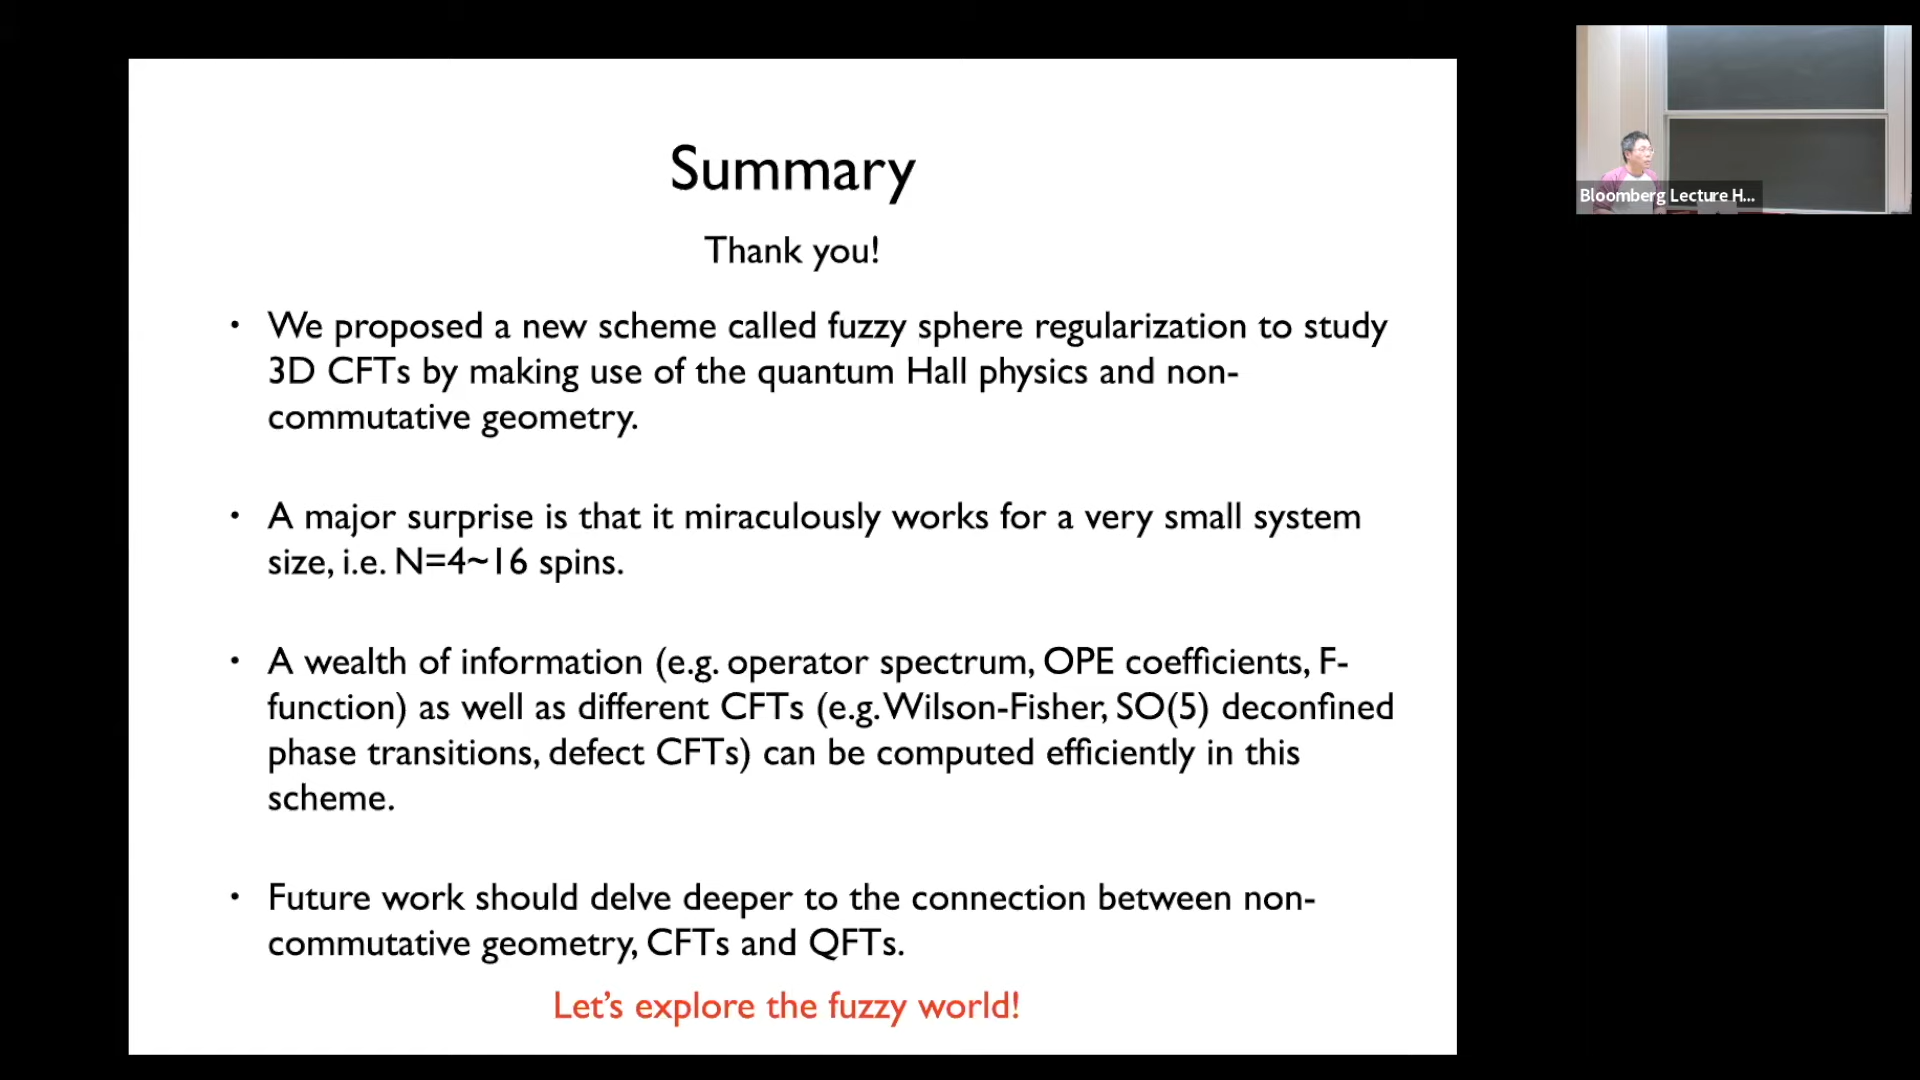 Summary
Thank you!
• We proposed a new scheme called fuzzy sphere regularization to study
3D CFTs by making use of the quantum Hall physics and non-
commutative geometry.
• A major surprise is that it miraculously works for a very small system
size, i.e. N=4~16 spins.
• A wealth of information (e.g. operator spectrum, OPE coefficients, F-
function) as well as different CFTs (e.g. Wilson-Fisher, SO(5) deconfined
phase transitions, defect CFTs) can be computed efficiently in this
scheme.
• Future work should delve deeper to the connection between non-
commutative geometry, CFTs and QFTs.
Let's explore the fuzzy world!
Bloomberg Lecture H...